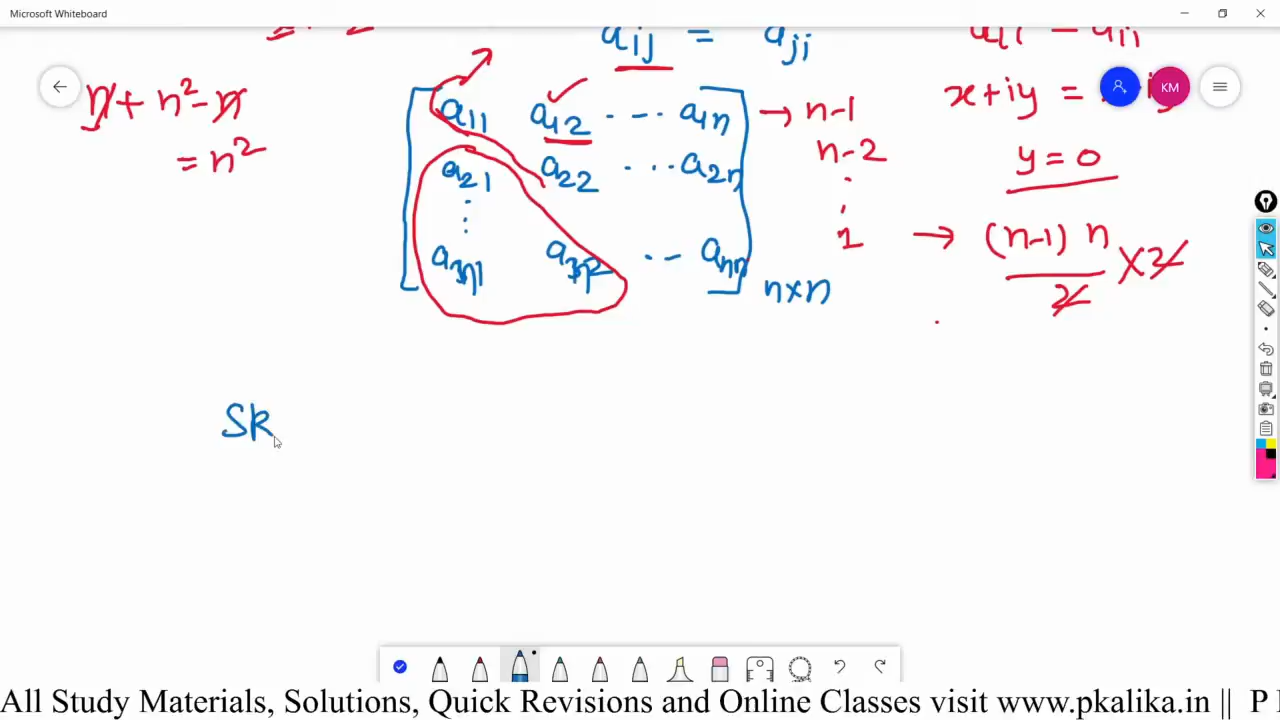 Microsoft Whiteboard
aij = aji
n + n² - n
= n²
a11 a12 ... a1n → n-1
a21 a22 ... a2n n-2
⋮ . . 1
an1 an2 .. ann
n×n
x+iy =
y = 0
→ (n-1) n / 2 × 2
KM
Sk
All Study Materials, Solutions, Quick Revisions and Online Classes visit www.pkalika.in || P